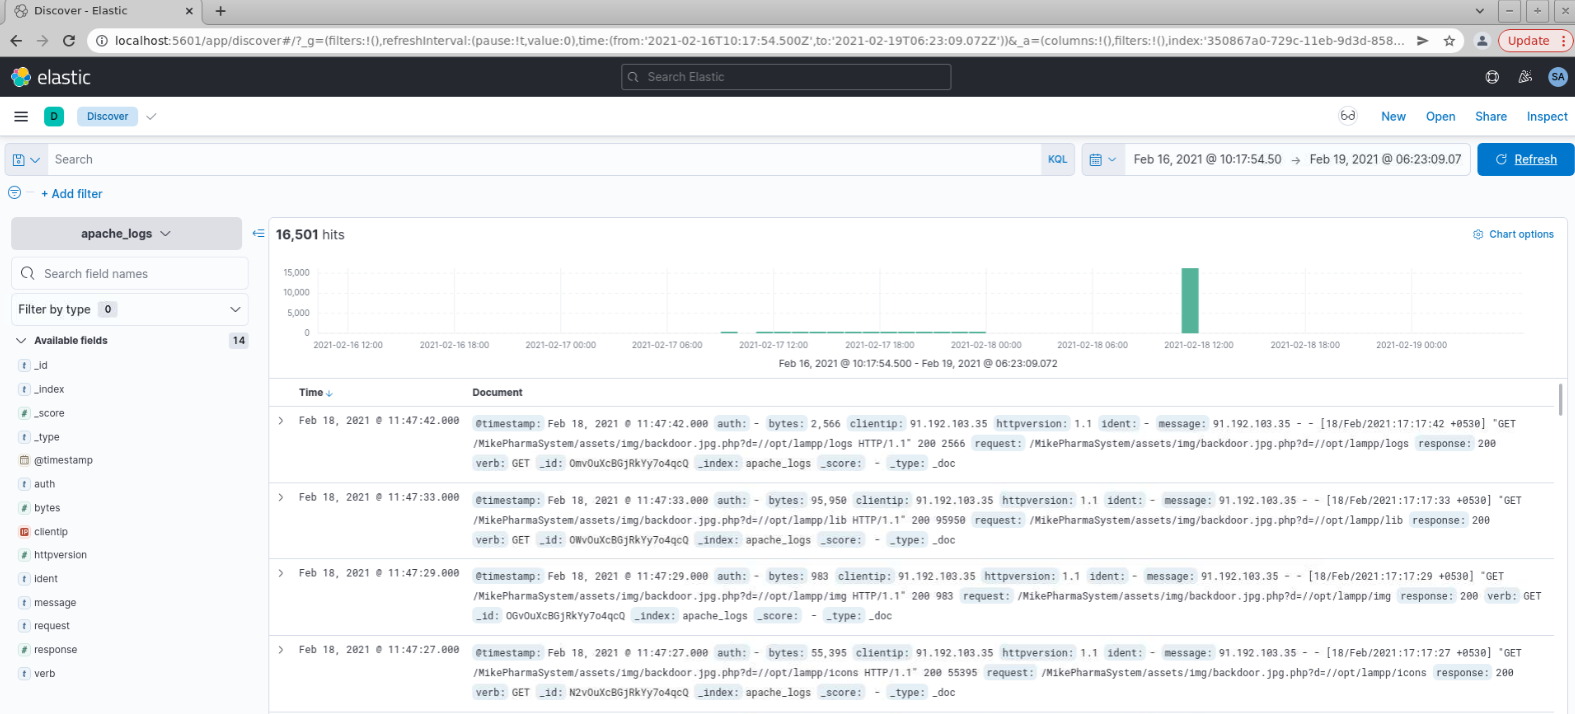 Discover - Elastic
localhost:5601/app/discover#/?_g=(filters:!(),refreshInterval:(pause:!t,value:0),time:(from:'2021-02-16T10:17:54.500Z',to:'2021-02-19T06:23:09.072Z'))&_a=(columns:!(),filters:!(),index:'350867a0-729c-11eb-9d3d-858...
Update
elastic
Search Elastic
SA
D
Discover
New
Open
Share
Inspect
Search
KQL
Feb 16, 2021 @ 10:17:54.50 → Feb 19, 2021 @ 06:23:09.07
Refresh
+ Add filter
apache_logs
Search field names
Filter by type 0
Available fields 14
t _id
t _index
# _score
t _type
@timestamp
t auth
# bytes
IP clientip
# httpversion
t ident
t message
t request
# response
t verb
16,501 hits
Chart options
15,000
10,000
5,000
0
2021-02-16 12:00 2021-02-16 18:00 2021-02-17 00:00 2021-02-17 06:00 2021-02-17 12:00 2021-02-17 18:00 2021-02-18 00:00 2021-02-18 06:00 2021-02-18 12:00 2021-02-18 18:00 2021-02-19 00:00
Feb 16, 2021 @ 10:17:54.500 - Feb 19, 2021 @ 06:23:09.072
Time ↓ Document
Feb 18, 2021 @ 11:47:42.000 @timestamp: Feb 18, 2021 @ 11:47:42.000 auth: - bytes: 2,566 clientip: 91.192.103.35 httpversion: 1.1 ident: - message: 91.192.103.35 - - [18/Feb/2021:17:17:42 +0530] "GET
/MikePharmaSystem/assets/img/backdoor.jpg.php?d=//opt/lampp/logs HTTP/1.1" 200 2566 request: /MikePharmaSystem/assets/img/backdoor.jpg.php?d=//opt/lampp/logs response: 200
verb: GET _id: OmvOuXcBGjRkYy7o4qcQ _index: apache_logs _score: - _type: _doc
Feb 18, 2021 @ 11:47:33.000 @timestamp: Feb 18, 2021 @ 11:47:33.000 auth: - bytes: 95,950 clientip: 91.192.103.35 httpversion: 1.1 ident: - message: 91.192.103.35 - - [18/Feb/2021:17:17:33 +0530] "GET
/MikePharmaSystem/assets/img/backdoor.jpg.php?d=//opt/lampp/lib HTTP/1.1" 200 95950 request: /MikePharmaSystem/assets/img/backdoor.jpg.php?d=//opt/lampp/lib response: 200
verb: GET _id: OWvOuXcBGjRkYy7o4qcQ _index: apache_logs _score: - _type: _doc
Feb 18, 2021 @ 11:47:29.000 @timestamp: Feb 18, 2021 @ 11:47:29.000 auth: - bytes: 983 clientip: 91.192.103.35 httpversion: 1.1 ident: - message: 91.192.103.35 - - [18/Feb/2021:17:17:29 +0530] "GET
/MikePharmaSystem/assets/img/backdoor.jpg.php?d=//opt/lampp/img HTTP/1.1" 200 983 request: /MikePharmaSystem/assets/img/backdoor.jpg.php?d=//opt/lampp/img response: 200 verb: GET
_id: OGvOuXcBGjRkYy7o4qcQ _index: apache_logs _score: - _type: _doc
Feb 18, 2021 @ 11:47:27.000 @timestamp: Feb 18, 2021 @ 11:47:27.000 auth: - bytes: 55,395 clientip: 91.192.103.35 httpversion: 1.1 ident: - message: 91.192.103.35 - - [18/Feb/2021:17:17:27 +0530] "GET
/MikePharmaSystem/assets/img/backdoor.jpg.php?d=//opt/lampp/icons HTTP/1.1" 200 55395 request: /MikePharmaSystem/assets/img/backdoor.jpg.php?d=//opt/lampp/icons response: 200
verb: GET _id: N2vOuXcBGjRkYy7o4qcQ _index: apache_logs _score: - _type: _doc